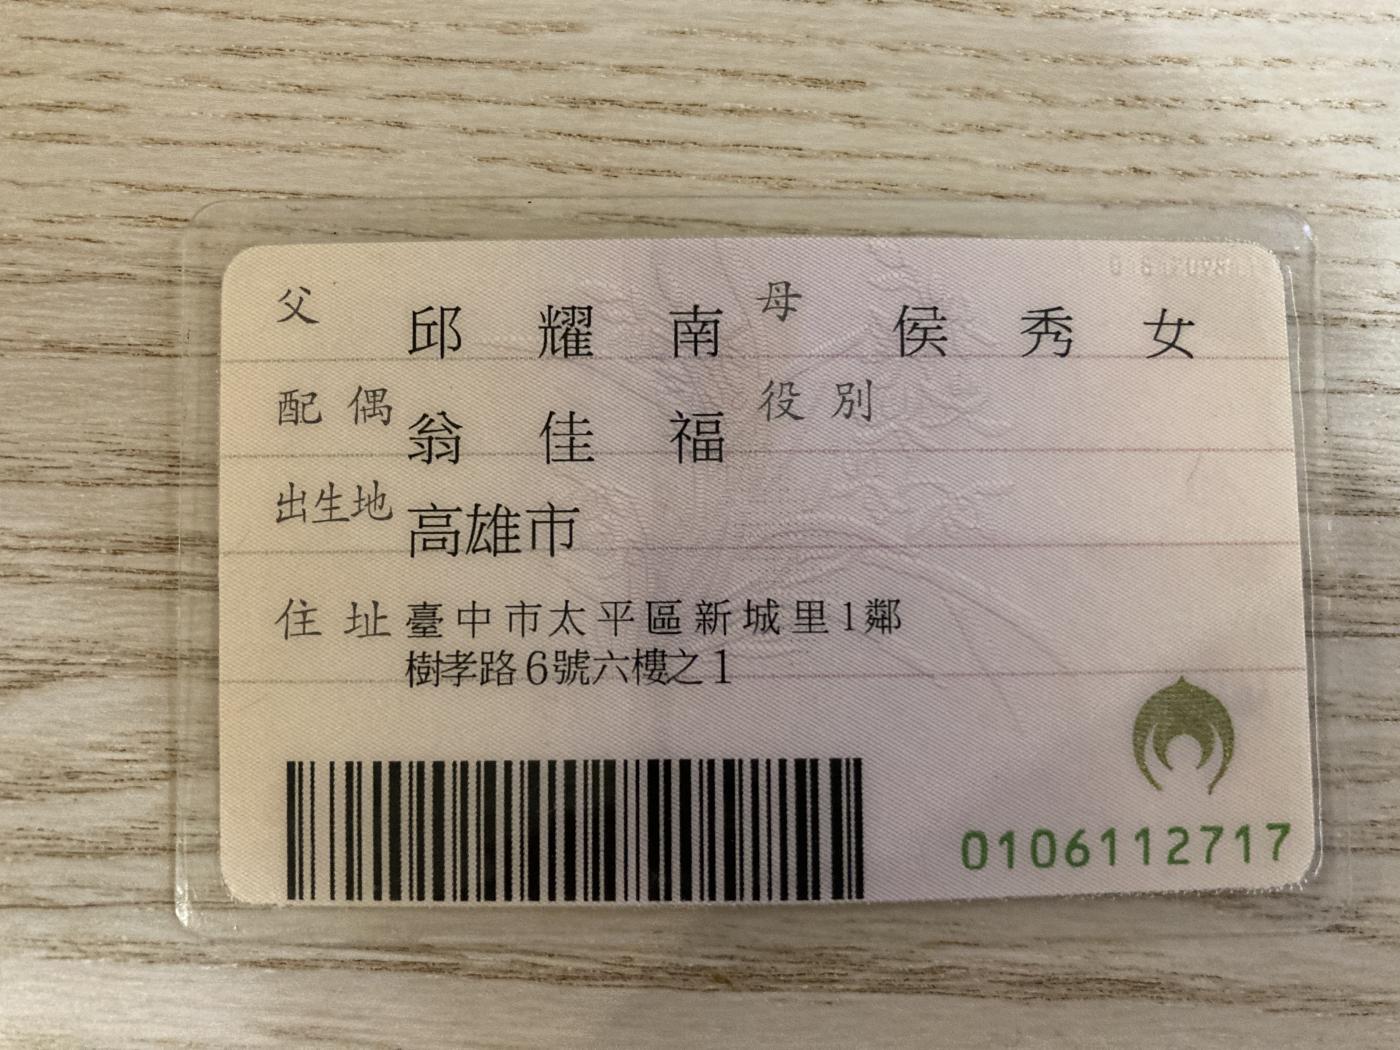 父 邱耀南 母 侯秀女
配偶 翁佳福 役別
出生地 高雄市
住址 臺中市太平區新城里1鄰
樹孝路6號六樓之1
0106112717